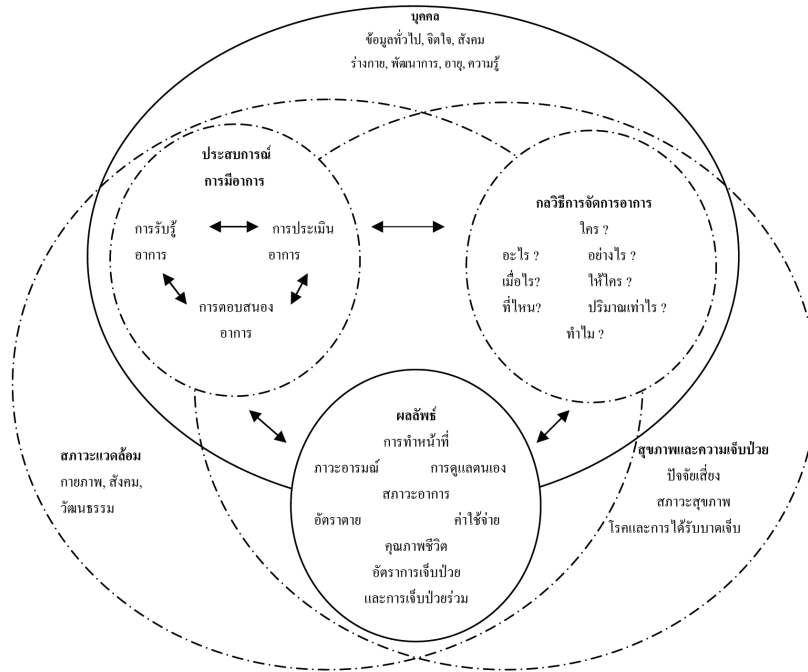 บุคคล
ข้อมูลทั่วไป, จิตใจ, สังคม
ร่างกาย, พัฒนาการ, อายุ, ความรู้
ประสบการณ์
การมีอาการ
การรับรู้
อาการ
การประเมิน
อาการ
การตอบสนอง
อาการ
กลวิธีการจัดการอาการ
ใคร ?
อะไร ? อย่างไร ?
เมื่อไร? ให้ใคร ?
ที่ไหน? ปริมาณเท่าไร ?
ทำไม ?
ผลลัพธ์
การทำหน้าที่
ภาวะอารมณ์ การดูแลตนเอง
สภาวะอาการ
อัตราตาย ค่าใช้จ่าย
คุณภาพชีวิต
อัตราการเจ็บป่วย
และการเจ็บป่วยร่วม
สภาวะแวดล้อม
กายภาพ, สังคม,
วัฒนธรรม
สุขภาพและความเจ็บป่วย
ปัจจัยเสี่ยง
สภาวะสุขภาพ
โรคและการได้รับบาดเจ็บ